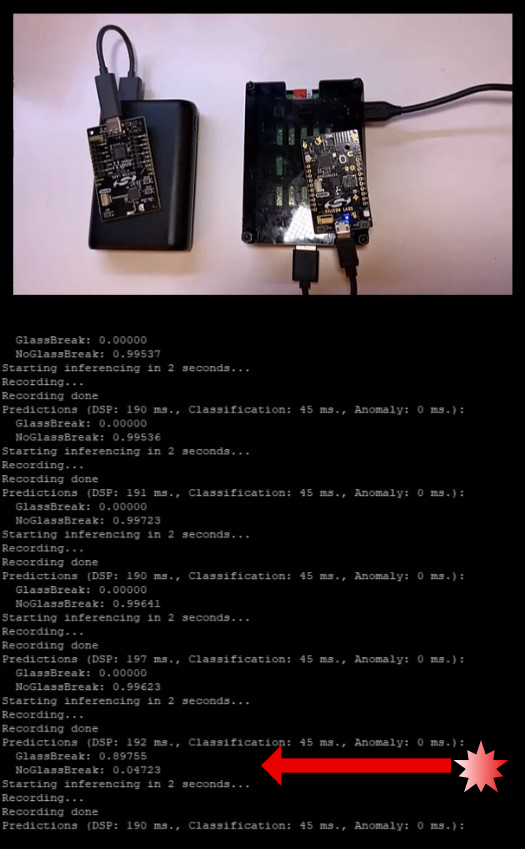 SILICON LABS
GlassBreak: 0.00000
NoGlassBreak: 0.99537
Starting inferencing in 2 seconds...
Recording...
Recording done
Predictions (DSP: 190 ms., Classification: 45 ms., Anomaly: 0 ms.):
GlassBreak: 0.00000
NoGlassBreak: 0.99536
Starting inferencing in 2 seconds...
Recording...
Recording done
Predictions (DSP: 191 ms., Classification: 45 ms., Anomaly: 0 ms.):
GlassBreak: 0.00000
NoGlassBreak: 0.99723
Starting inferencing in 2 seconds...
Recording...
Recording done
Predictions (DSP: 190 ms., Classification: 45 ms., Anomaly: 0 ms.):
GlassBreak: 0.00000
NoGlassBreak: 0.99641
Starting inferencing in 2 seconds...
Recording...
Recording done
Predictions (DSP: 197 ms., Classification: 45 ms., Anomaly: 0 ms.):
GlassBreak: 0.00000
NoGlassBreak: 0.99623
Starting inferencing in 2 seconds...
Recording...
Recording done
Predictions (DSP: 192 ms., Classification: 45 ms., Anomaly: 0 ms.):
GlassBreak: 0.89755
NoGlassBreak: 0.04723
Starting inferencing in 2 seconds...
Recording...
Recording done
Predictions (DSP: 190 ms., Classification: 45 ms., Anomaly: 0 ms.):